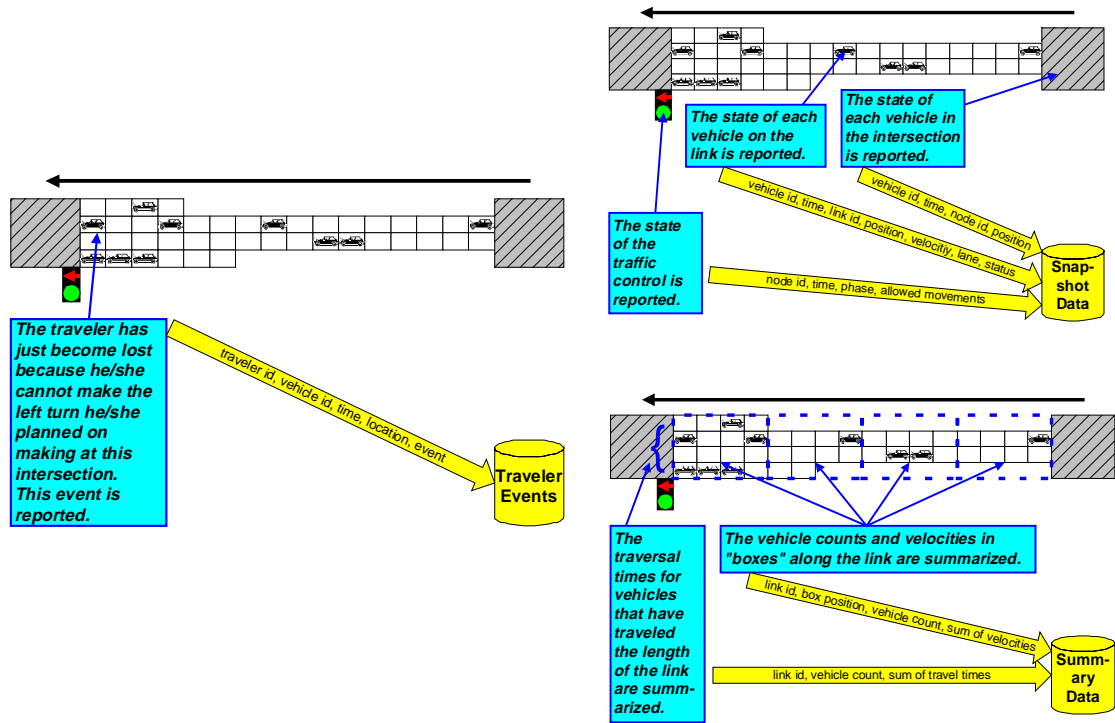 The traveler has
just become lost
because he/she
cannot make the
left turn he/she
planned on
making at this
intersection.
This event is
reported.
traveler id, vehicle id, time, location, event
Traveler
Events
The state of each
vehicle on the
link is reported.
The state of
each vehicle in
the intersection
is reported.
The state
of the
traffic
control is
reported.
vehicle id, time, node id, position
vehicle id, time, link id, position, velocitiy, lane, status
node id, time, phase, allowed movements
Snap-
shot
Data
The
traversal
times for
vehicles
that have
traveled
the length
of the link
are summ-
arized.
The vehicle counts and velocities in
"boxes" along the link are summarized.
link id, box position, vehicle count, sum of velocities
link id, vehicle count, sum of travel times
Summ-
ary
Data